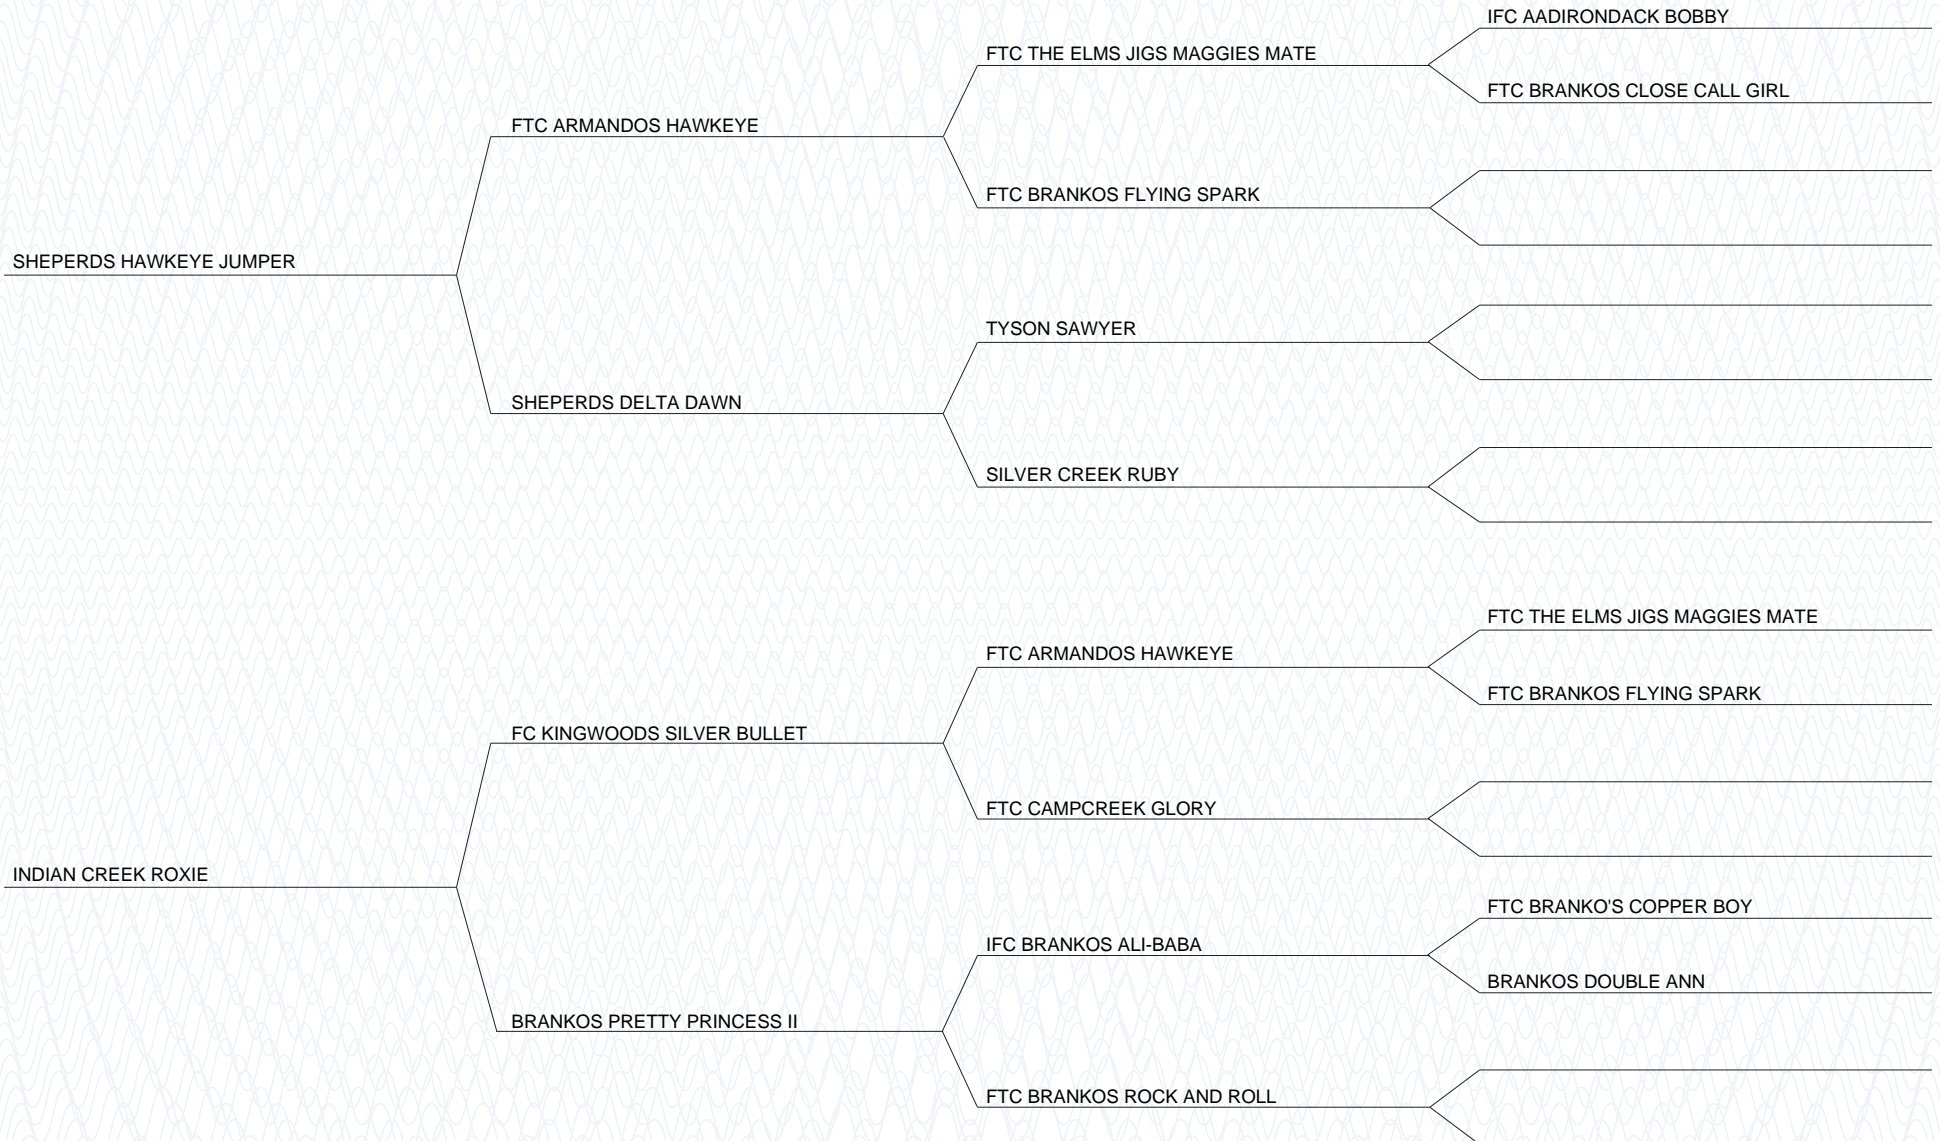 IFC AADIRONDACK BOBBY
FTC THE ELMS JIGS MAGGIES MATE
FTC BRANKOS CLOSE CALL GIRL
FTC ARMANDOS HAWKEYE
FTC BRANKOS FLYING SPARK
SHEPERDS HAWKEYE JUMPER
TYSON SAWYER
SHEPERDS DELTA DAWN
SILVER CREEK RUBY
FTC THE ELMS JIGS MAGGIES MATE
FTC ARMANDOS HAWKEYE
FTC BRANKOS FLYING SPARK
FC KINGWOODS SILVER BULLET
FTC CAMPCREEK GLORY
INDIAN CREEK ROXIE
FTC BRANKO'S COPPER BOY
IFC BRANKOS ALI-BABA
BRANKOS DOUBLE ANN
BRANKOS PRETTY PRINCESS II
FTC BRANKOS ROCK AND ROLL